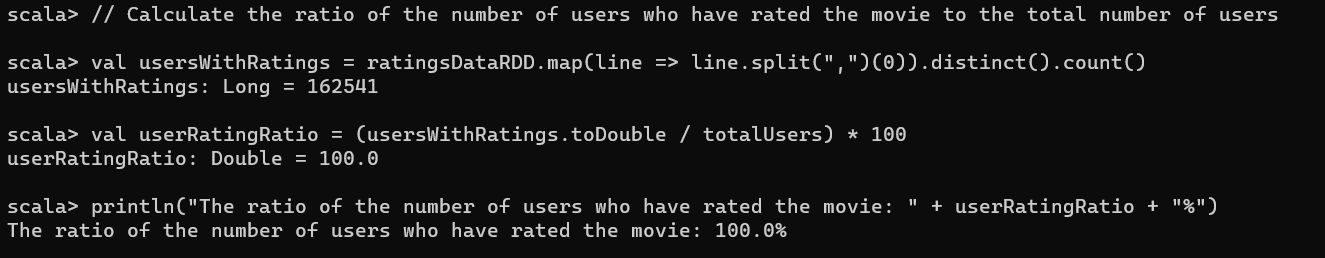 scala> // Calculate the ratio of the number of users who have rated the movie to the total number of users
scala> val usersWithRatings = ratingsDataRDD.map(line => line.split(",")(0)).distinct().count()
usersWithRatings: Long = 162541
scala> val userRatingRatio = (usersWithRatings.toDouble / totalUsers) * 100
userRatingRatio: Double = 100.0
scala> println("The ratio of the number of users who have rated the movie: " + userRatingRatio + "%")
The ratio of the number of users who have rated the movie: 100.0%